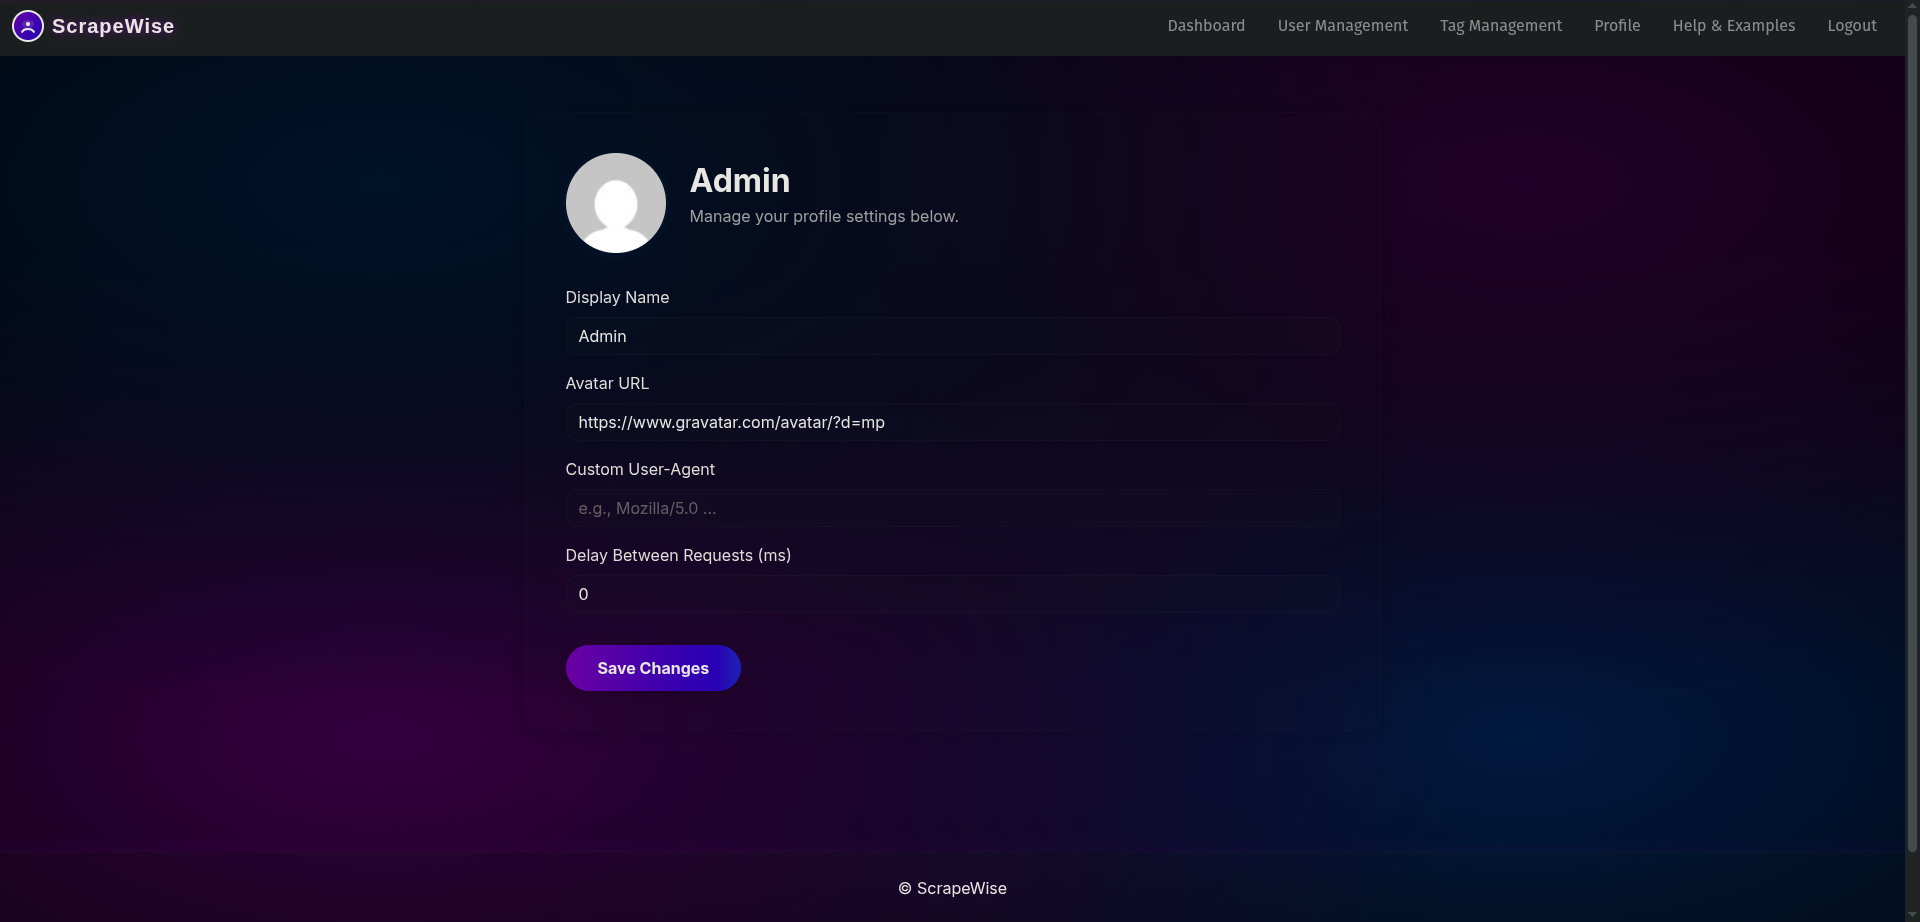 ScrapeWise
Dashboard
User Management
Tag Management
Profile
Help & Examples
Logout
Admin
Manage your profile settings below.
Display Name
Admin
Avatar URL
https://www.gravatar.com/avatar/?d=mp
Custom User-Agent
e.g., Mozilla/5.0 ...
Delay Between Requests (ms)
0
Save Changes
© ScrapeWise